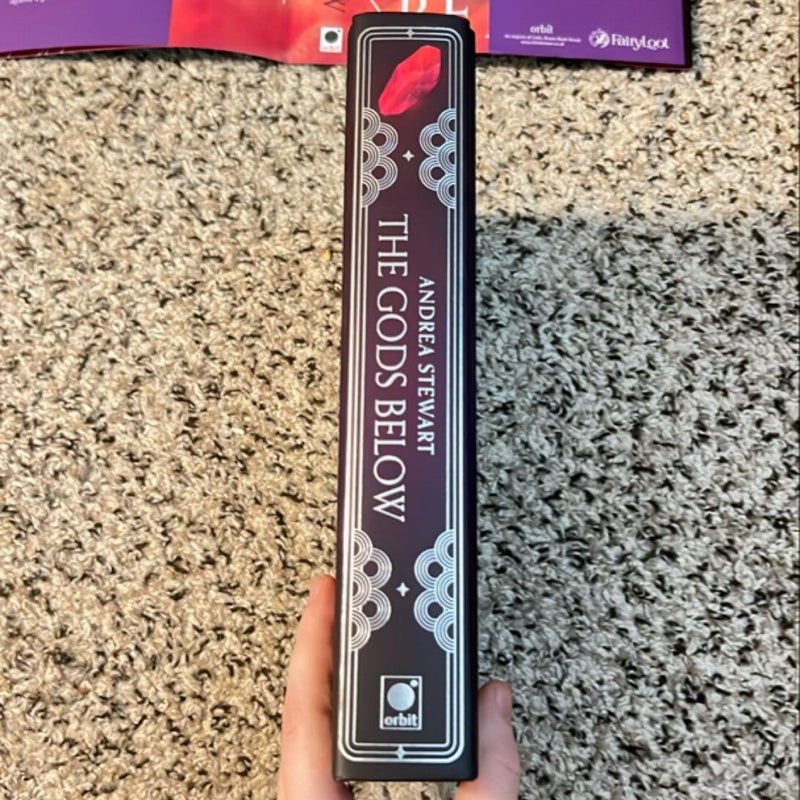 orbit
FairyLoot
ANDREA STEWART
THE GODS BELOW
orbit